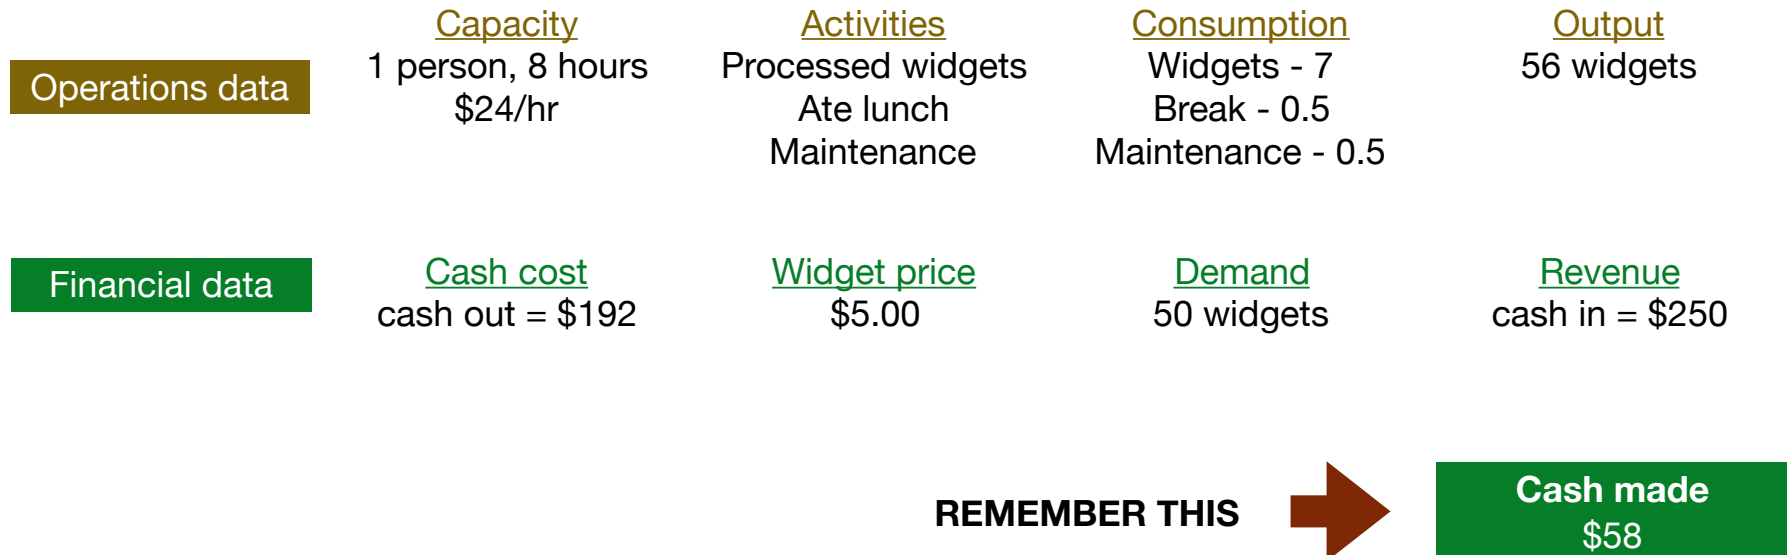 Capacity
Activities
Consumption
Output
Operations data
1 person, 8 hours
Processed widgets
Widgets - 7
56 widgets
$24/hr
Ate lunch
Break - 0.5
Maintenance
Maintenance - 0.5
Financial data
Cash cost
Widget price
Demand
Revenue
cash out = $192
$5.00
50 widgets
cash in = $250
REMEMBER THIS
Cash made
$58